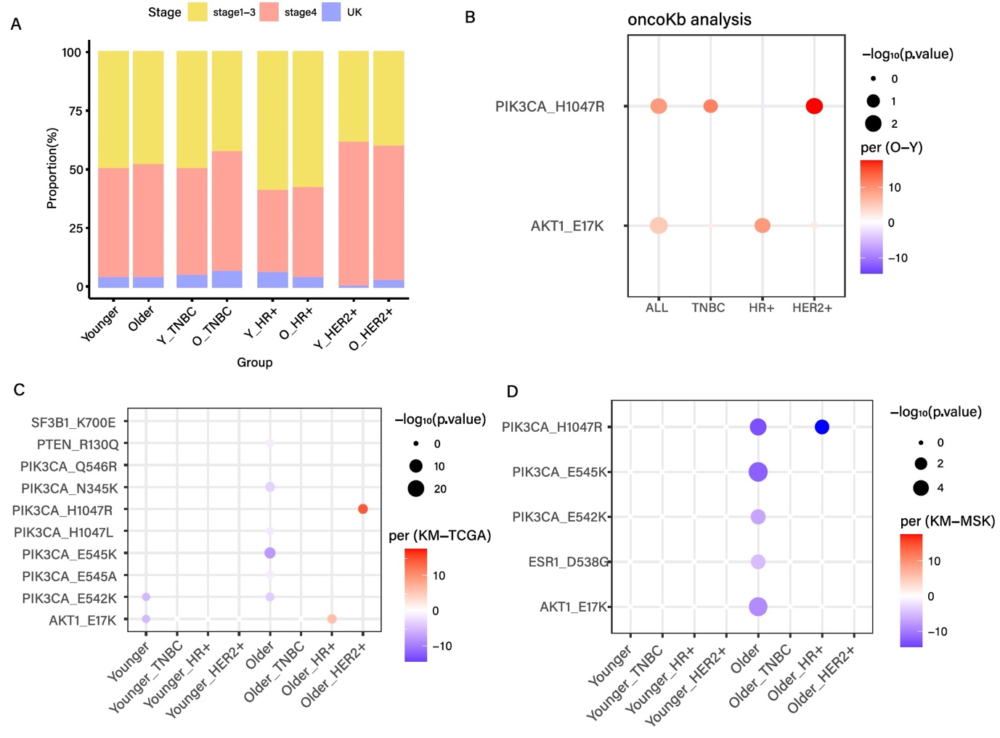 A
Stage stage1–3 stage4 UK
Proportion(%)
100
75
50
25
0
Younger Older Y_TNBC O_TNBC Y_HR+ O_HR+ Y_HER2+ O_HER2+
Group
B
oncoKb analysis
PIK3CA_H1047R
AKT1_E17K
ALL TNBC HR+ HER2+
–log₁₀(p.value)
0
1
2
per (O–Y)
10
0
–10
C
SF3B1_K700E
PTEN_R130Q
PIK3CA_Q546R
PIK3CA_N345K
PIK3CA_H1047R
PIK3CA_H1047L
PIK3CA_E545K
PIK3CA_E545A
PIK3CA_E542K
AKT1_E17K
Younger Younger_TNBC Younger_HR+ Younger_HER2+ Older Older_TNBC Older_HR+ Older_HER2+
–log₁₀(p.value)
0
10
20
per (KM–TCGA)
10
0
–10
D
PIK3CA_H1047R
PIK3CA_E545K
PIK3CA_E542K
ESR1_D538G
AKT1_E17K
Younger Younger_TNBC Younger_HR+ Younger_HER2+ Older Older_TNBC Older_HR+ Older_HER2+
–log₁₀(p.value)
0
2
4
per (KM–MSK)
10
0
–10